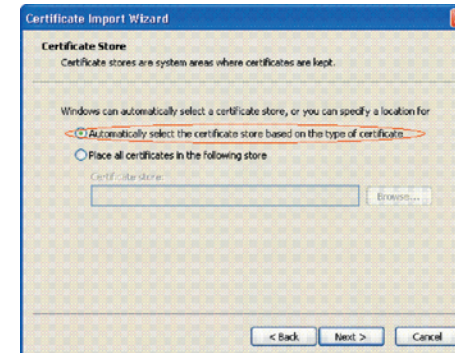 Certificate Import Wizard
Certificate Store
Certificate stores are system areas where certificates are kept.
Windows can automatically select a certificate store, or you can specify a location for
Automatically select the certificate store based on the type of certificate
Place all certificates in the following store
Certificate store:
Browse...
< Back
Next >
Cancel